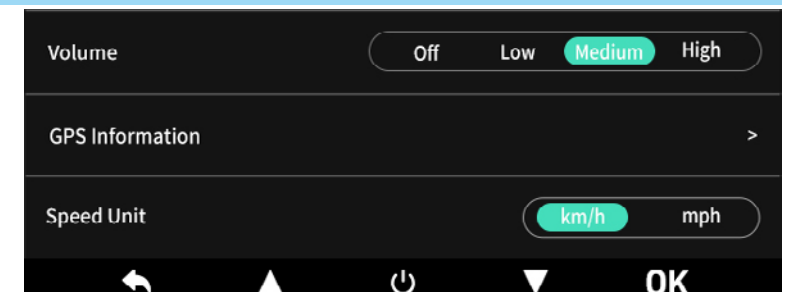 Volume Off Low Medium High
GPS Information >
Speed Unit km/h mph
OK